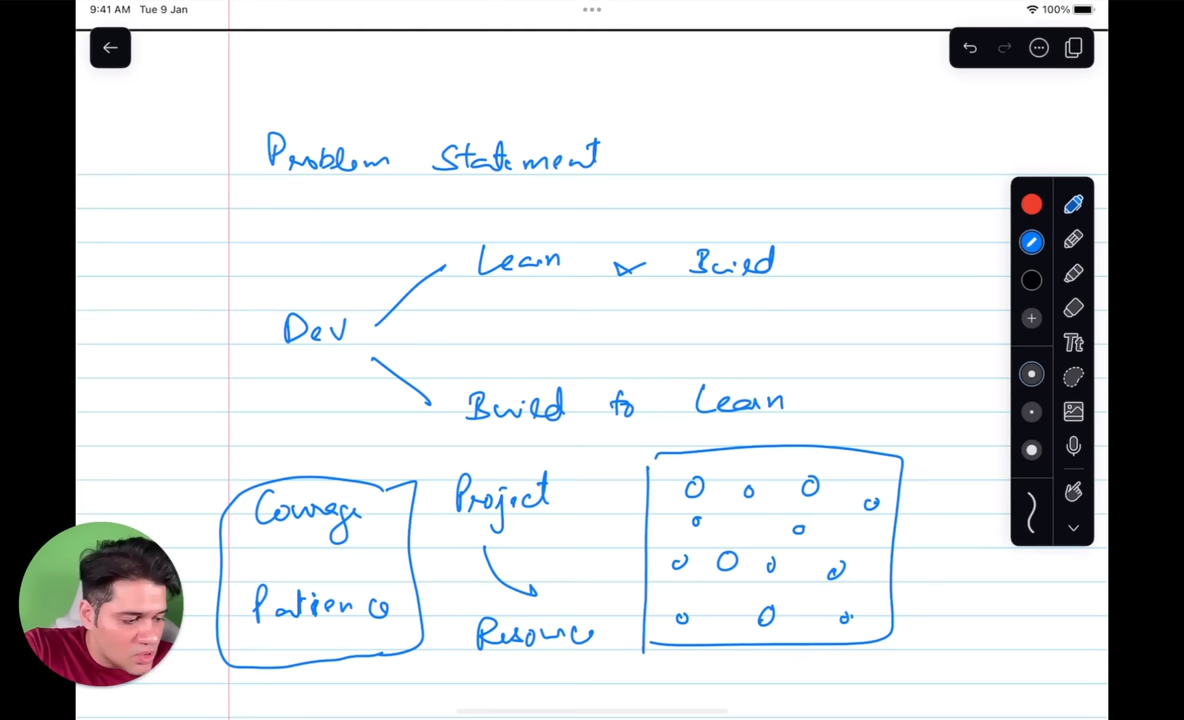 9:41 AM Tue 9 Jan
100%
Problem Statement
Learn & Build
Dev
Build to Learn
Courage
Project
Patience
Resource
Tt